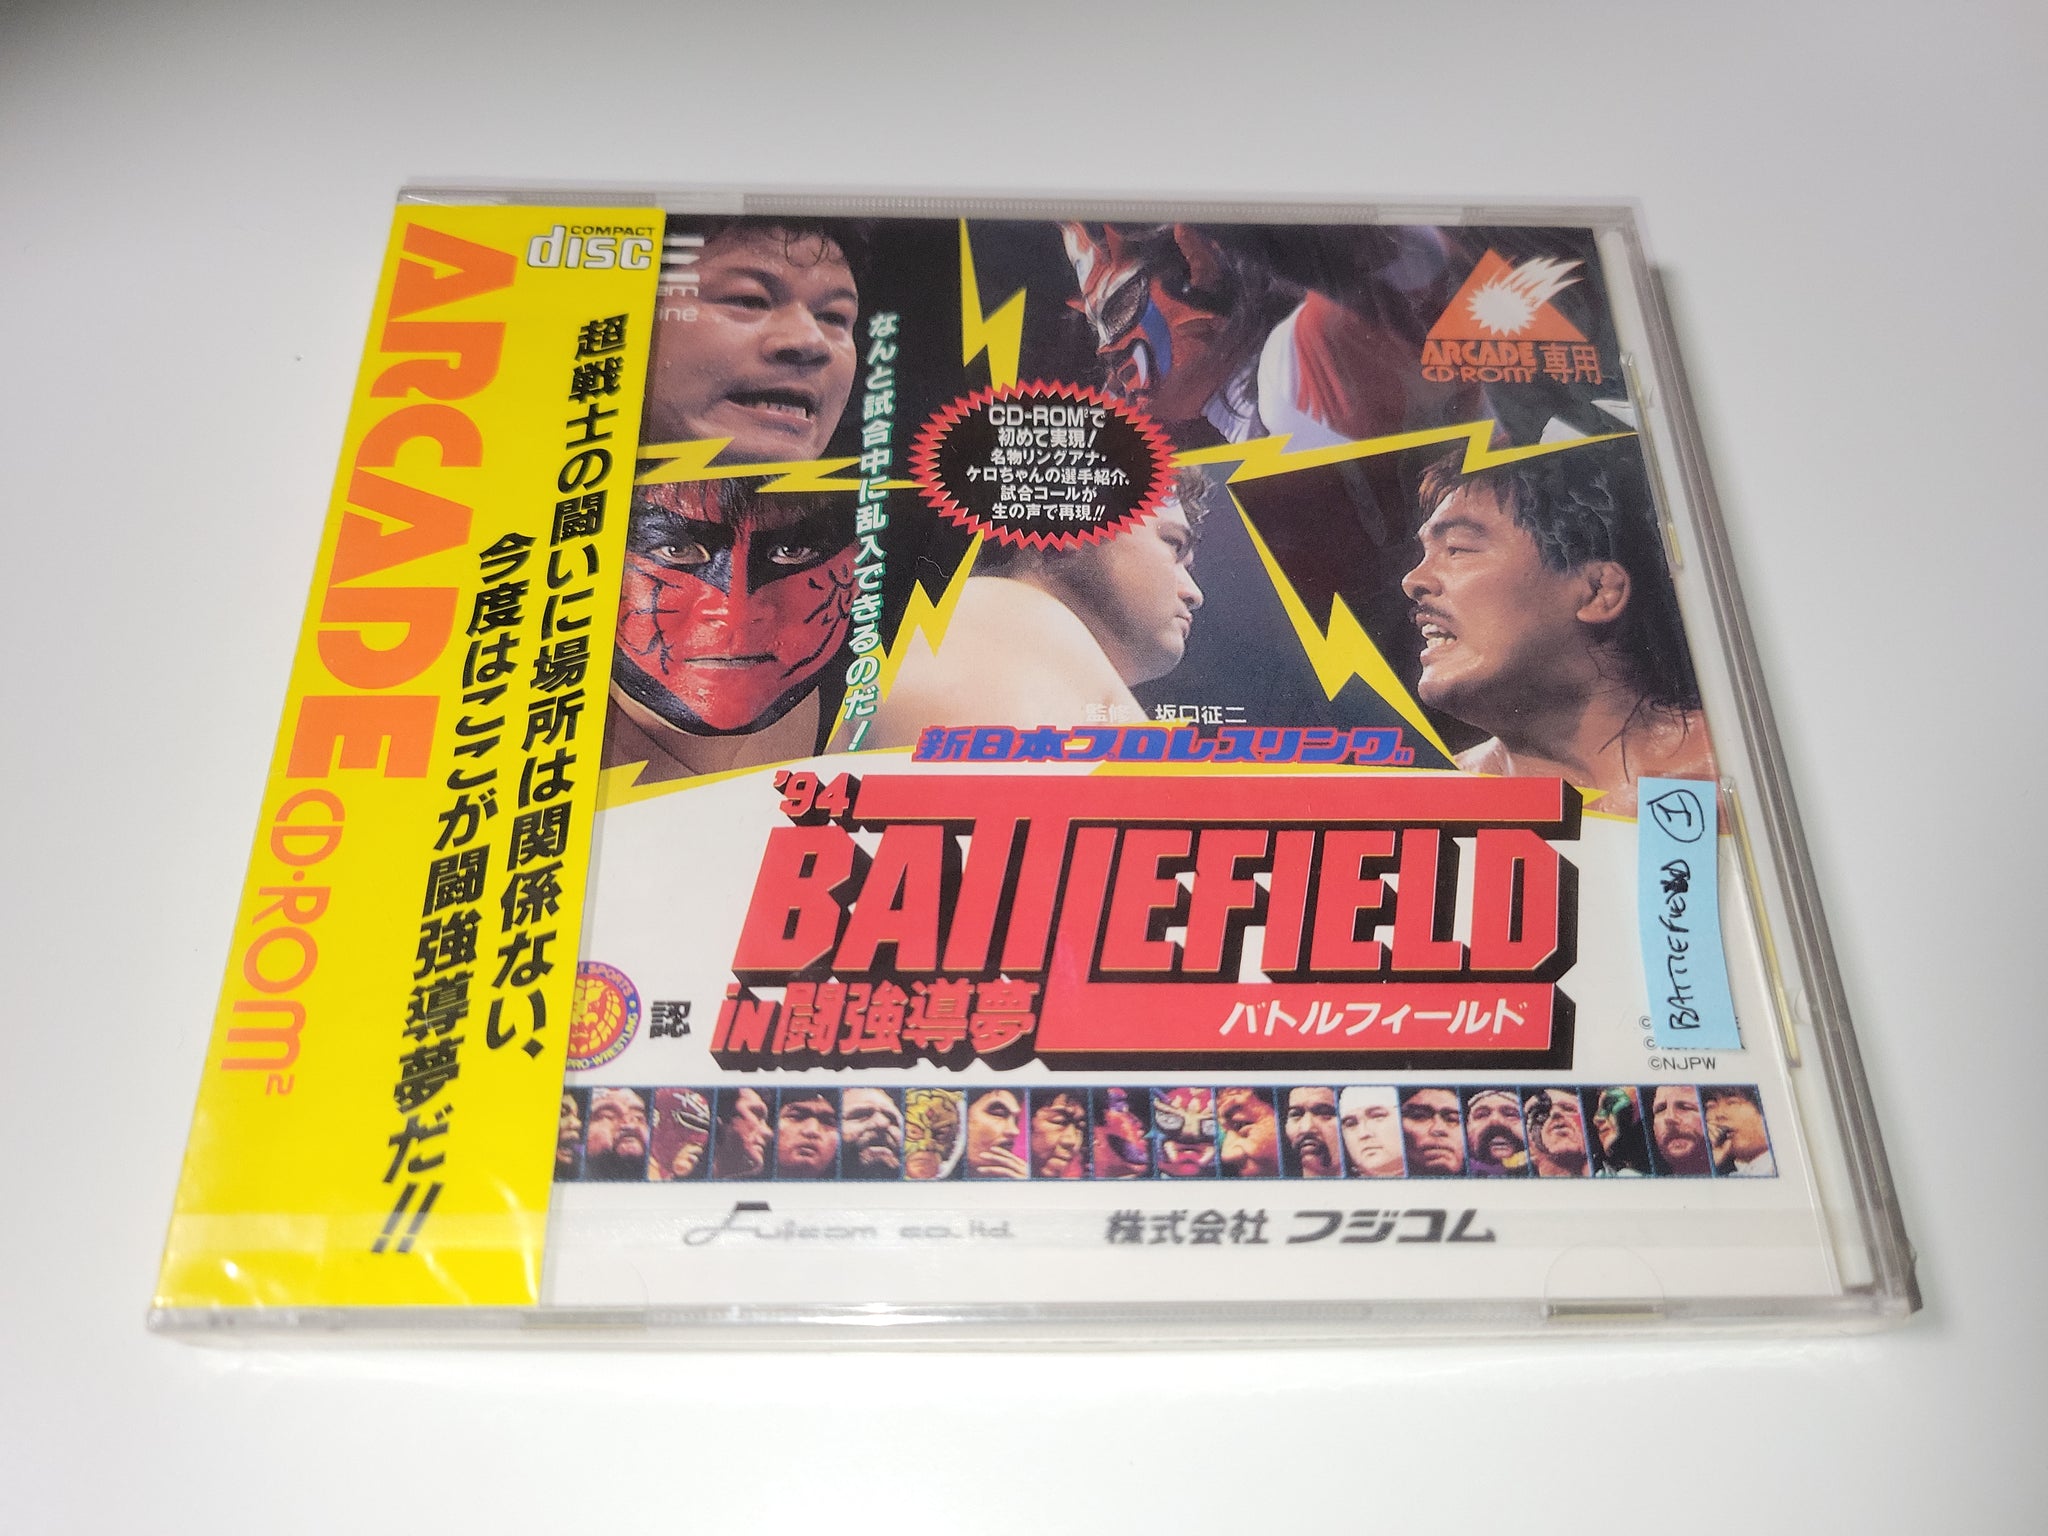 ARCADE CD·ROM²
COMPACT
disc
超戦士の闘いに場所は関係ない、
今度はここが闘強導夢だ!!
なんと試合中に乱入できるのだ!
CD-ROM²で
初めて実現!
名物リングアナ・
ケロちゃんの選手紹介、
試合コールが
生の声で再現!!
ARCADE
CD·ROM² 専用
監修 坂口征二
新日本プロレスリング
'94
BATTLEFIELD
in闘強導夢
バトルフィールド
BATTLEFIELD ①
SPORTS
PRO-WRESTLING
©NJPW
Fujicom co.,ltd.
株式会社 フジコム